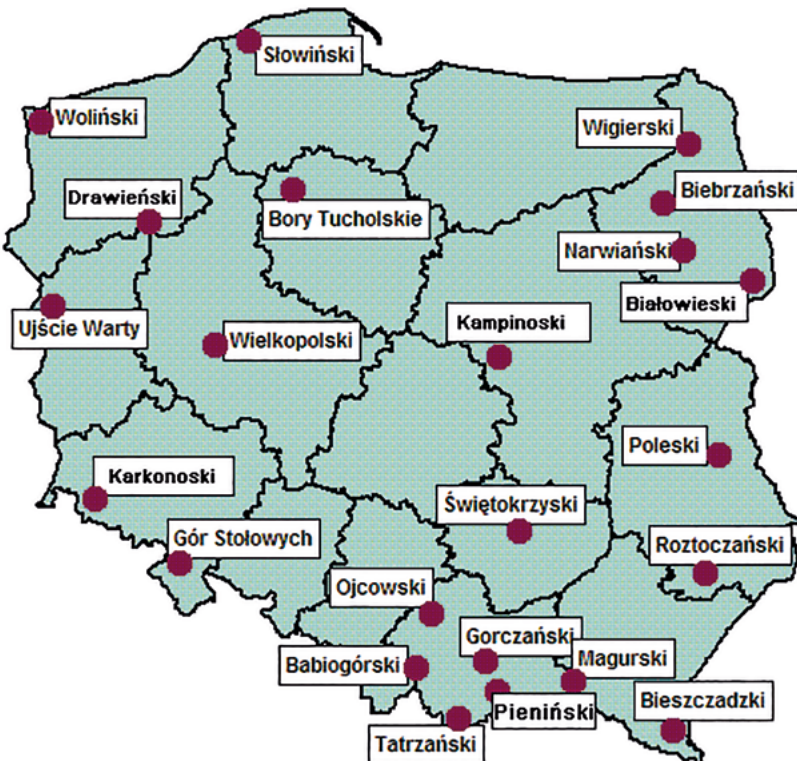 Słowiński
Woliński
Wigierski
Drawieński
Biebrzański
Bory Tucholskie
Narwiański
Białowieski
Ujście Warty
Kampinoski
Wielkopolski
Poleski
Karkonoski
Świętokrzyski
Gór Stołowych
Roztoczański
Ojcowski
Gorczański
Babiogórski
Magurski
Bieszczadzki
Pieniński
Tatrzański